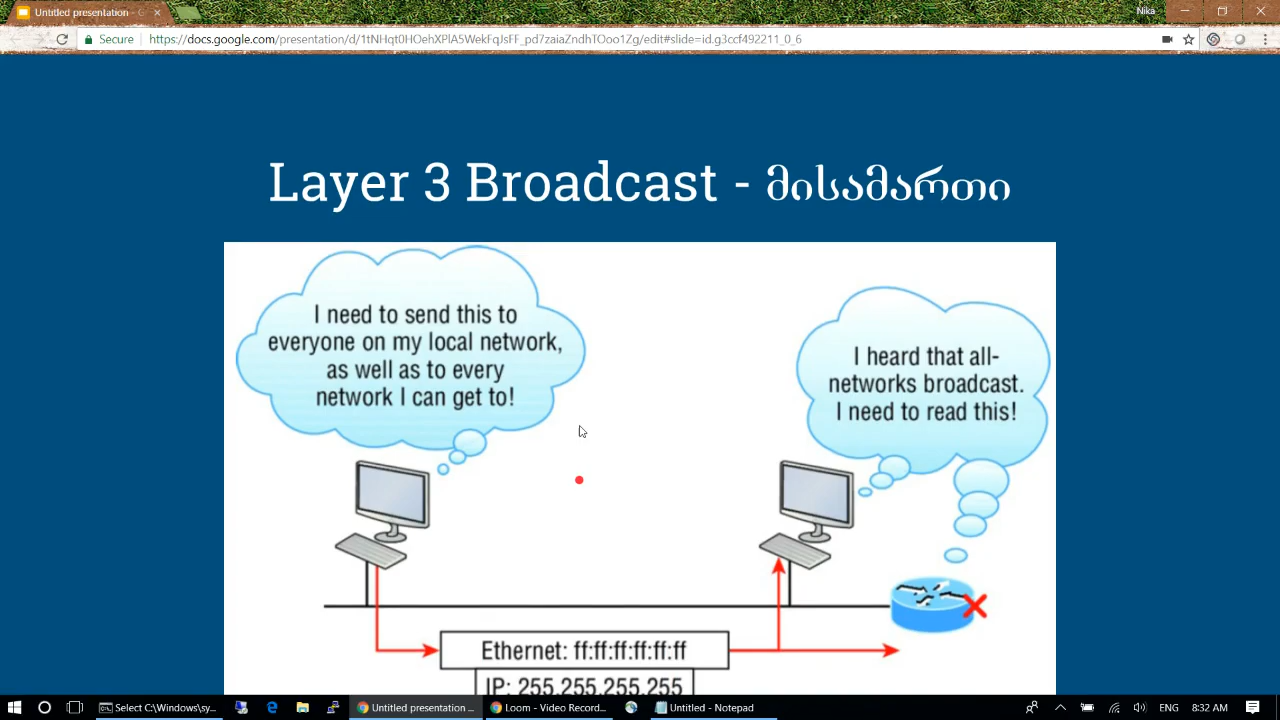 Untitled presentation - G
Nika
Secure
https://docs.google.com/presentation/d/1tNHqt0HOehXPlA5WekFqJsFF_pd7zaiaZndhTOoo1Zg/edit#slide=id.g3ccf492211_0_6
Layer 3 Broadcast - მისამართი
I need to send this to
everyone on my local network,
as well as to every
network I can get to!
I heard that all-
networks broadcast.
I need to read this!
Ethernet: ff:ff:ff:ff:ff:ff
IP: 255.255.255.255
Select C:\Windows\sy...
Untitled presentation ...
Loom - Video Record...
Untitled - Notepad
ENG
8:32 AM